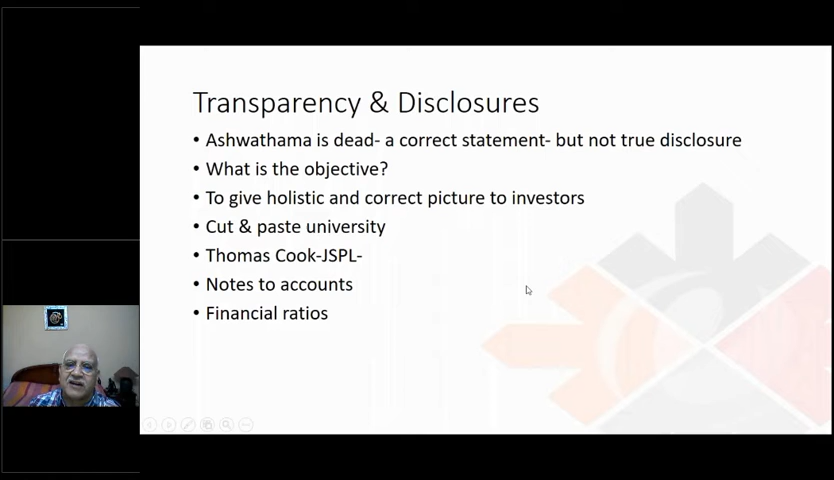 Transparency & Disclosures
• Ashwathama is dead- a correct statement- but not true disclosure
• What is the objective?
• To give holistic and correct picture to investors
• Cut & paste university
• Thomas Cook-JSPL-
• Notes to accounts
• Financial ratios